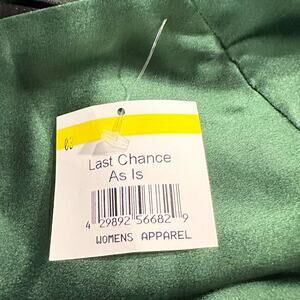 Last Chance
As Is
4 29892 56682 9
WOMENS APPAREL